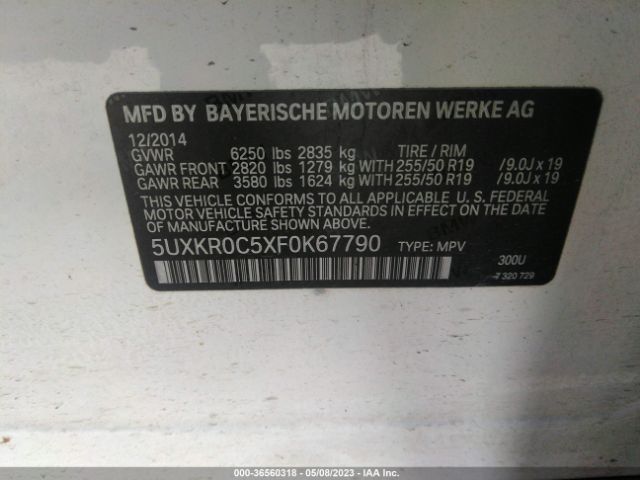 MFD BY BAYERISCHE MOTOREN WERKE AG
12/2014
GVWR 6250 lbs 2835 kg TIRE / RIM
GAWR FRONT 2820 lbs 1279 kg WITH 255/50 R19 /9.0J x 19
GAWR REAR 3580 lbs 1624 kg WITH 255/50 R19 /9.0J x 19
THIS VEHICLE CONFORMS TO ALL APPLICABLE U. S. FEDERAL
MOTOR VEHICLE SAFETY STANDARDS IN EFFECT ON THE
DATE OF MANUFACTURE SHOWN ABOVE.
5UXKR0C5XF0K67790 TYPE: MPV
300U
7 320 729
000-36560318 - 05/08/2023 - IAA Inc.